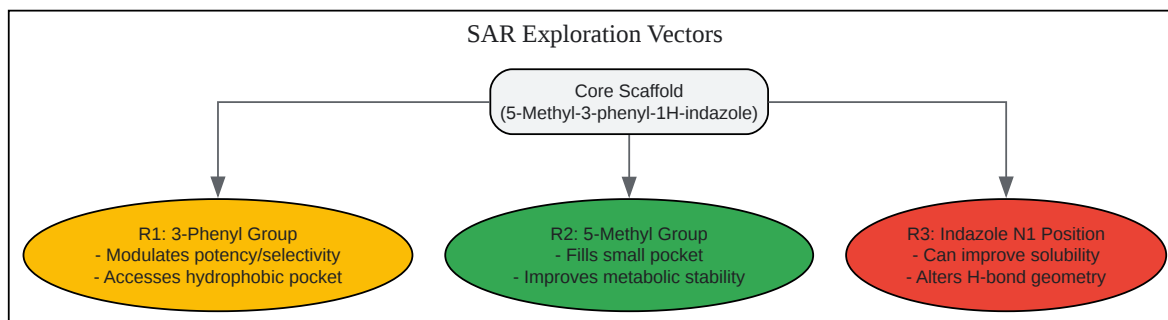 SAR Exploration Vectors
Core Scaffold
(5-Methyl-3-phenyl-1H-indazole)
R1: 3-Phenyl Group
- Modulates potency/selectivity
- Accesses hydrophobic pocket
R2: 5-Methyl Group
- Fills small pocket
- Improves metabolic stability
R3: Indazole N1 Position
- Can improve solubility
- Alters H-bond geometry